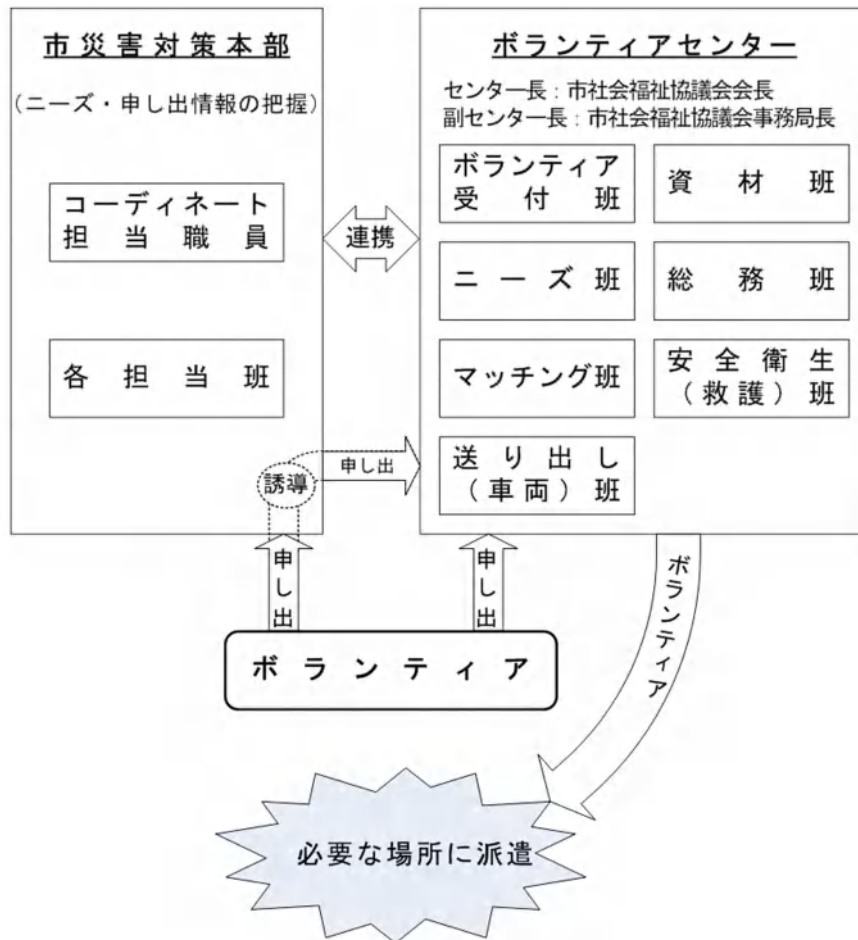 市災害対策本部
(ニーズ・申し出情報の把握)
コーディネート
担当職員
各担当班
連携
ボランティアセンター
センター長：市社会福祉協議会会長
副センター長：市社会福祉協議会事務局長
ボランティア
受付班
資材班
ニーズ班
総務班
マッチング班
安全衛生
(救護)班
送り出し
(車両)班
誘導
申し出
申し出
申し出
ボランティア
ボランティア
必要な場所に派遣